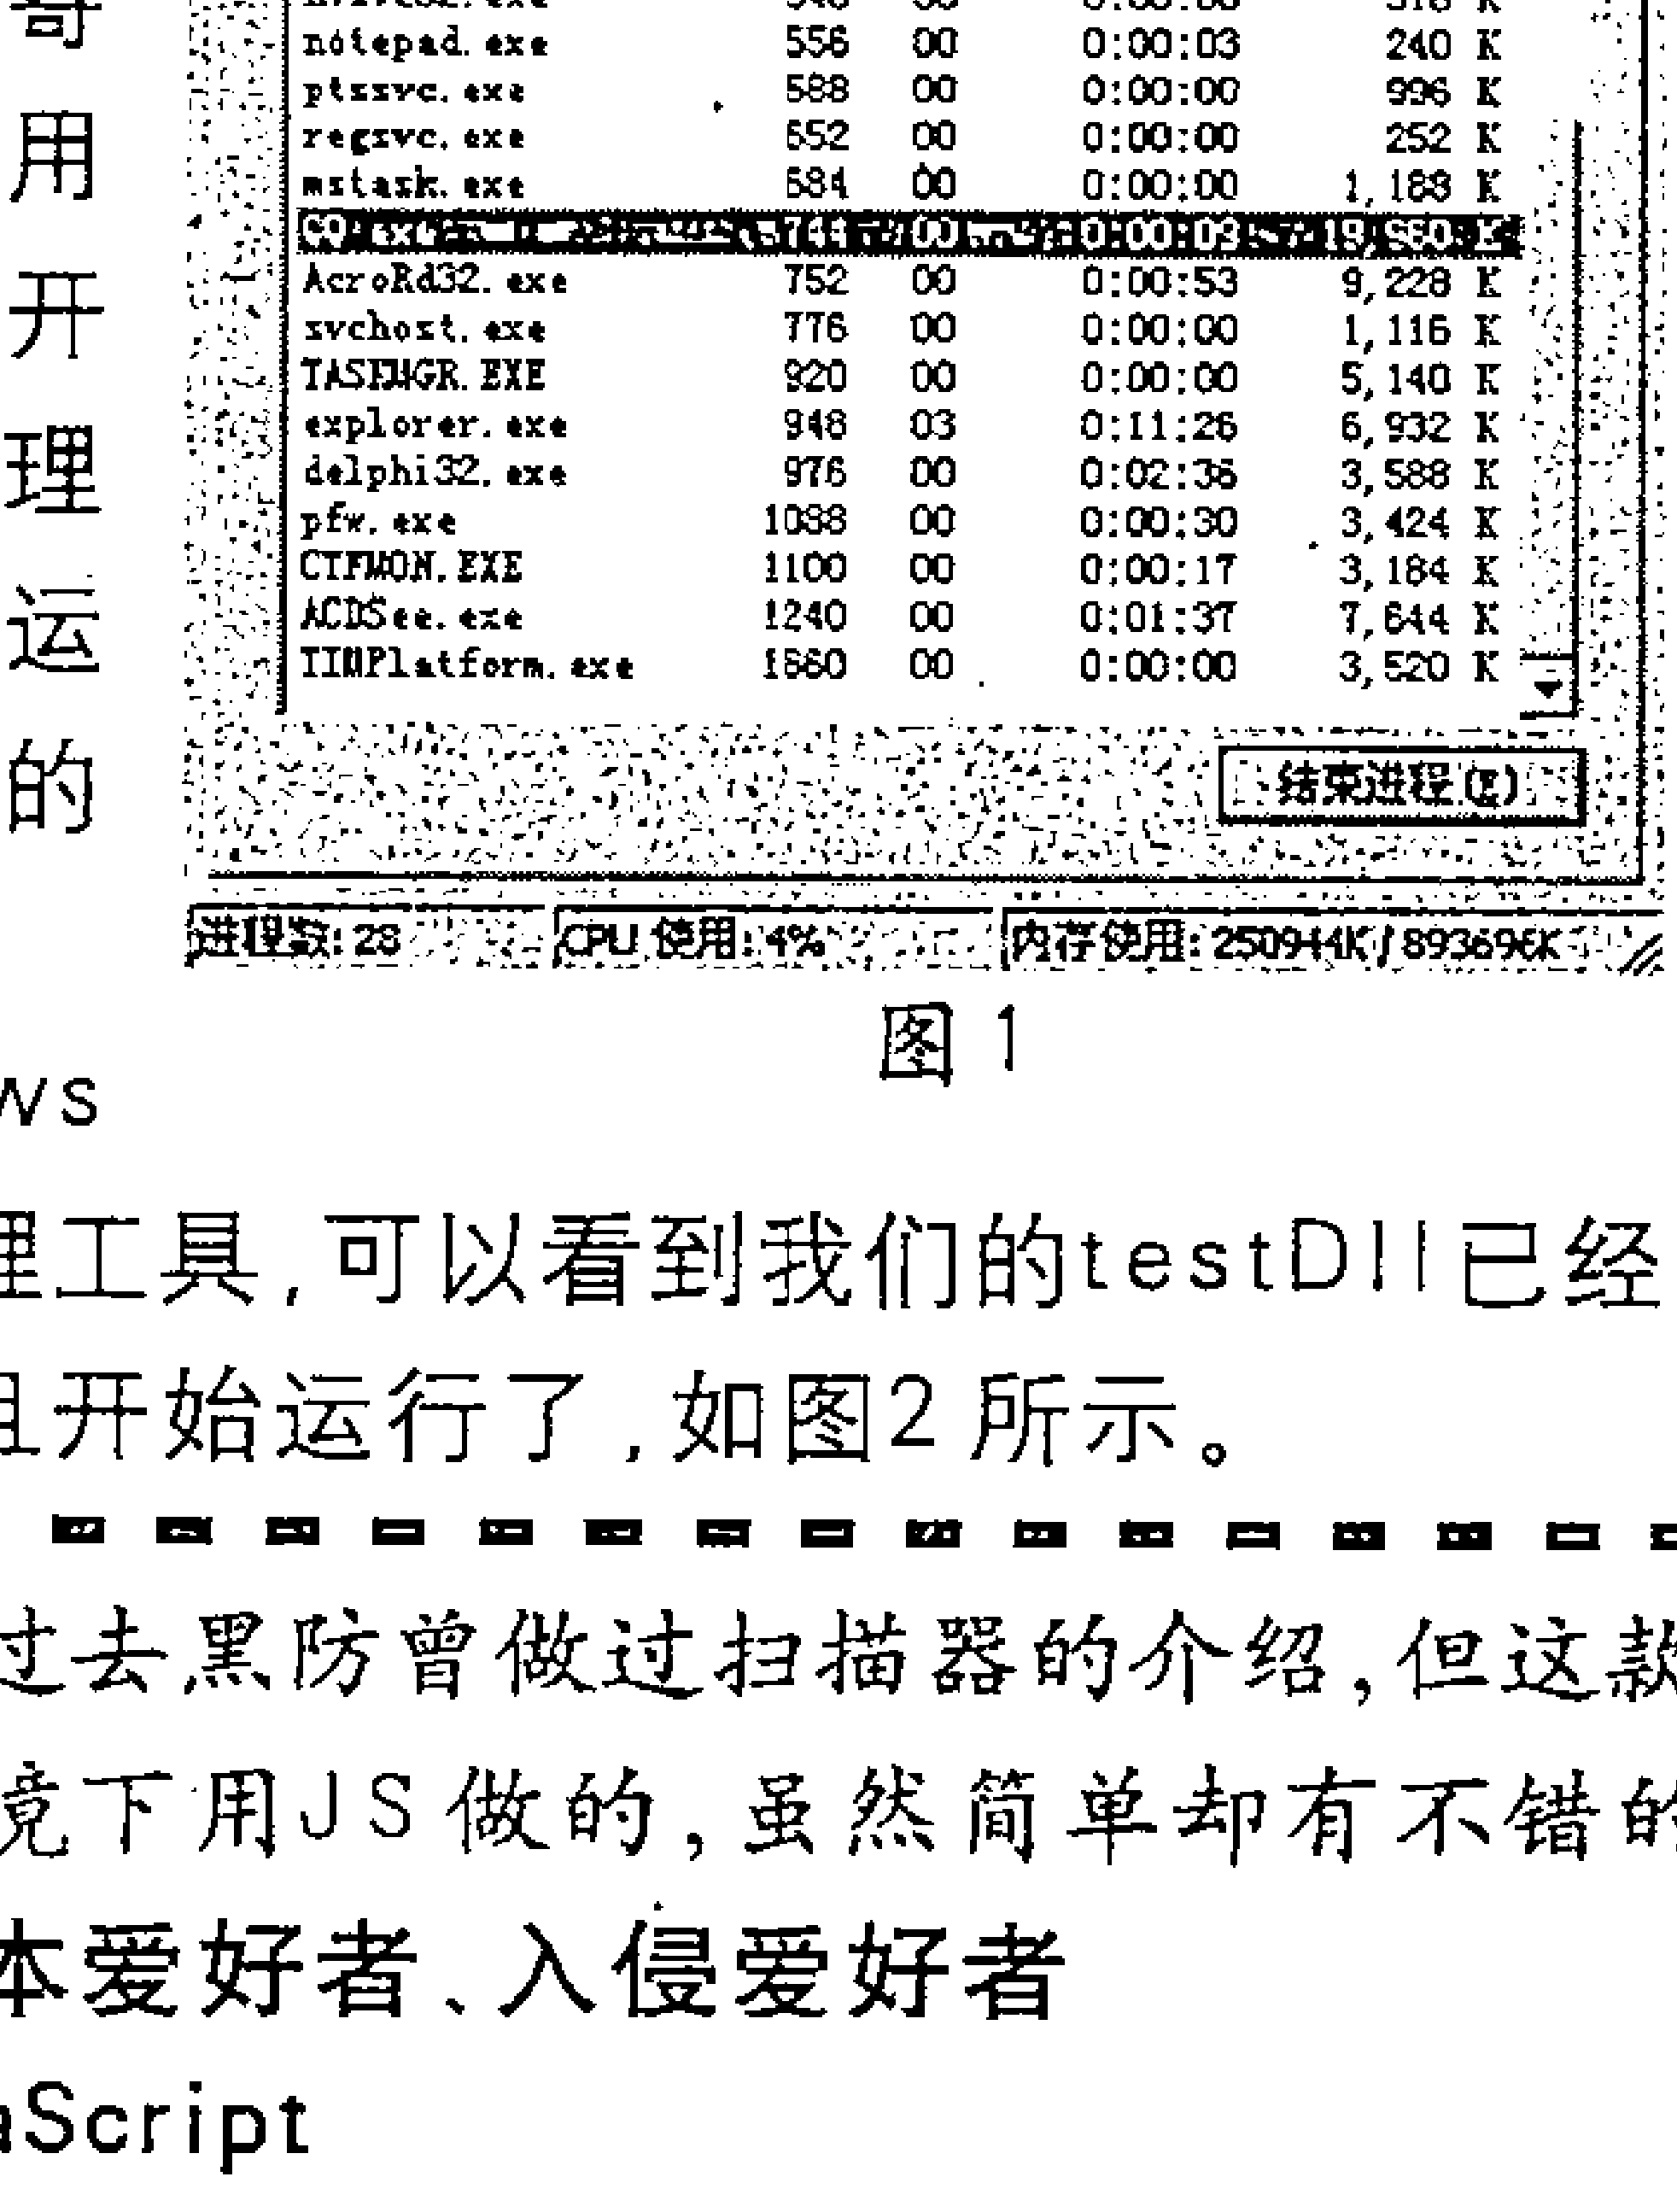 notepad.exe 556 00 0:00:03 240 K
ptssvc.exe 588 00 0:00:00 996 K
regsvc.exe 652 00 0:00:00 252 K
mstask.exe 684 00 0:00:00 1,188 K
QQ.exe 744 00 0:00:09
AcroRd32.exe 752 00 0:00:53 9,228 K
svchost.exe 776 00 0:00:00 1,116 K
TASKMGR.EXE 920 00 0:00:00 5,140 K
explorer.exe 948 03 0:11:26 6,932 K
delphi32.exe 976 00 0:02:36 3,588 K
pfw.exe 1088 00 0:00:30 3,424 K
CTFMON.EXE 1100 00 0:00:17 3,184 K
ACDSee.exe 1240 00 0:01:37 7,644 K
TIMPlatform.exe 1660 00 0:00:00 3,520 K
结束进程(E)
进程数: 28 CPU 使用: 4% 内存使用: 250944K / 893696K
图 1
用
开
理
运
的
ws
理工具,可以看到我们的testDll已经
且开始运行了,如图2 所示。
过去,黑防曾做过扫描器的介绍,但这款
境下用JS做的,虽然简单却有不错的
本爱好者、入侵爱好者
aScript